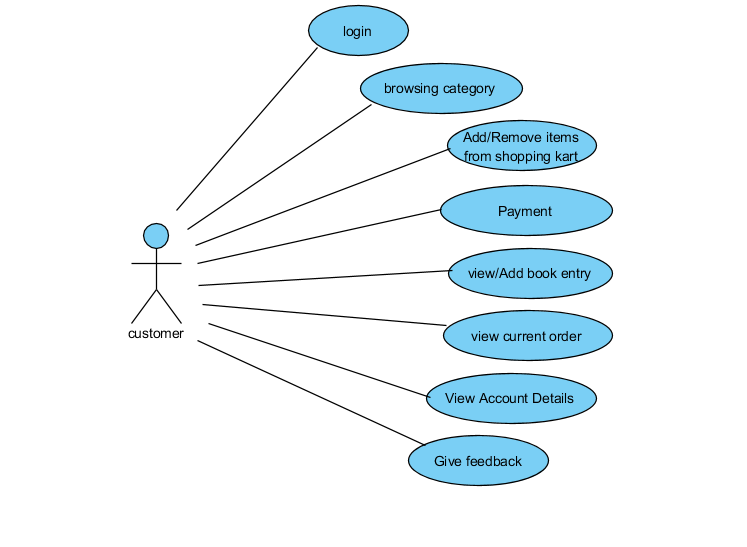 login
browsing category
Add/Remove items
from shopping kart
Payment
view/Add book entry
view current order
customer
View Account Details
Give feedback